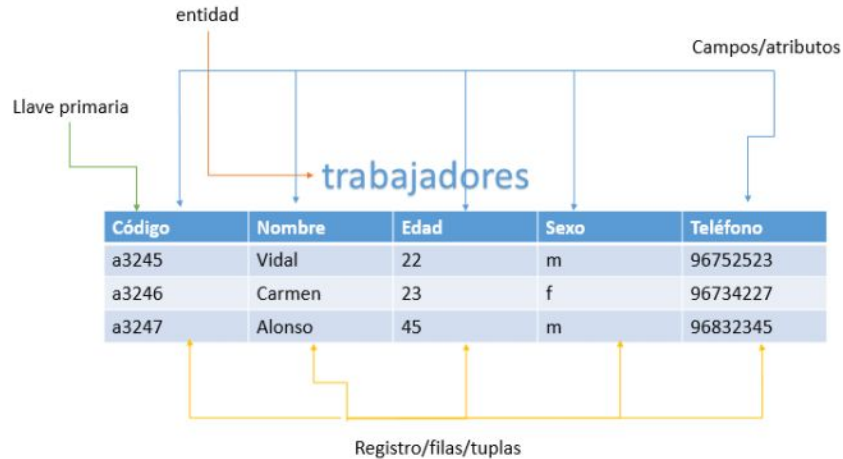 entidad
Campos/atributos
Llave primaria
trabajadores
Código Nombre Edad Sexo Teléfono
a3245 Vidal 22 m 96752523
a3246 Carmen 23 f 96734227
a3247 Alonso 45 m 96832345
Registro/filas/tuplas